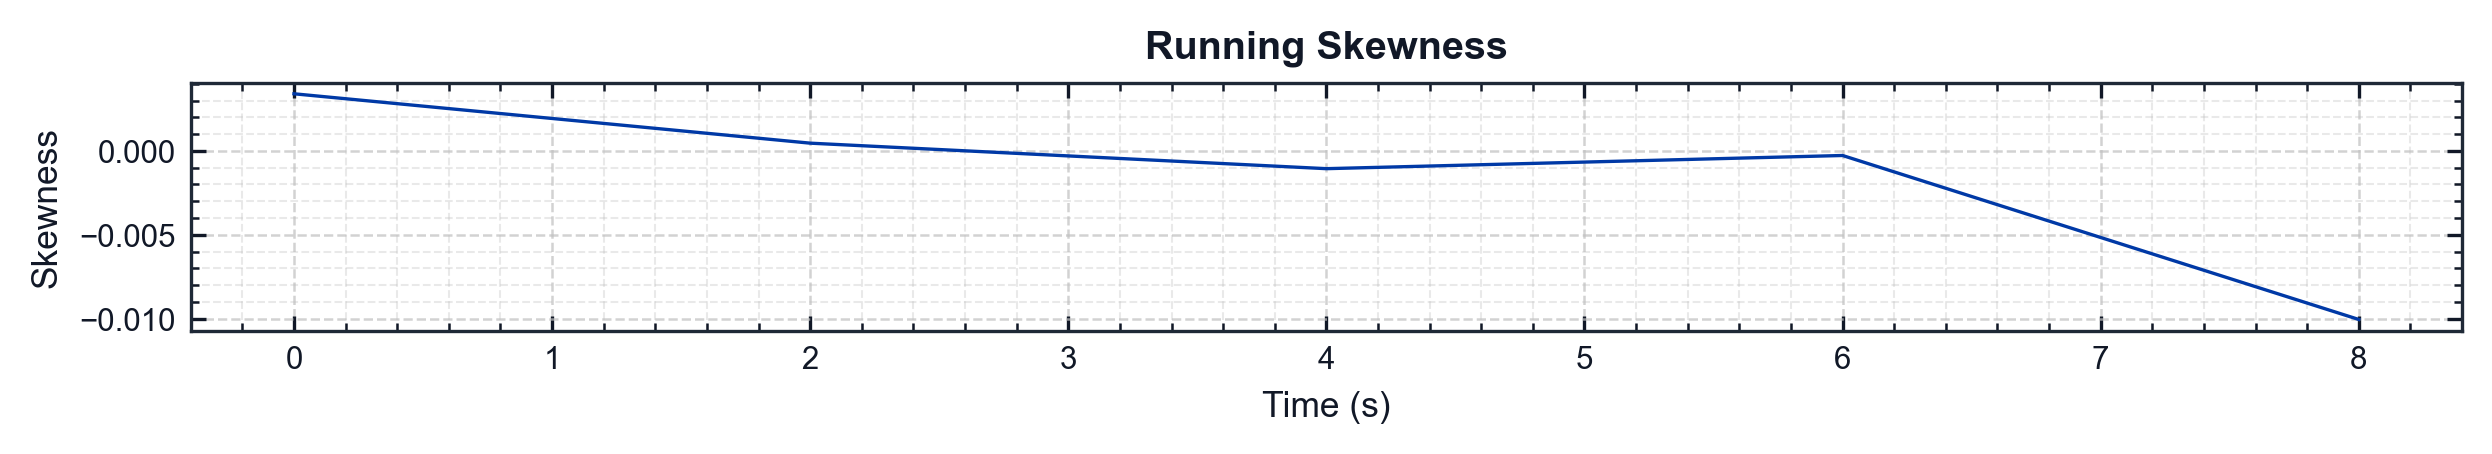 Running Skewness
Skewness
0.000
−0.005
−0.010
0 1 2 3 4 5 6 7 8
Time (s)